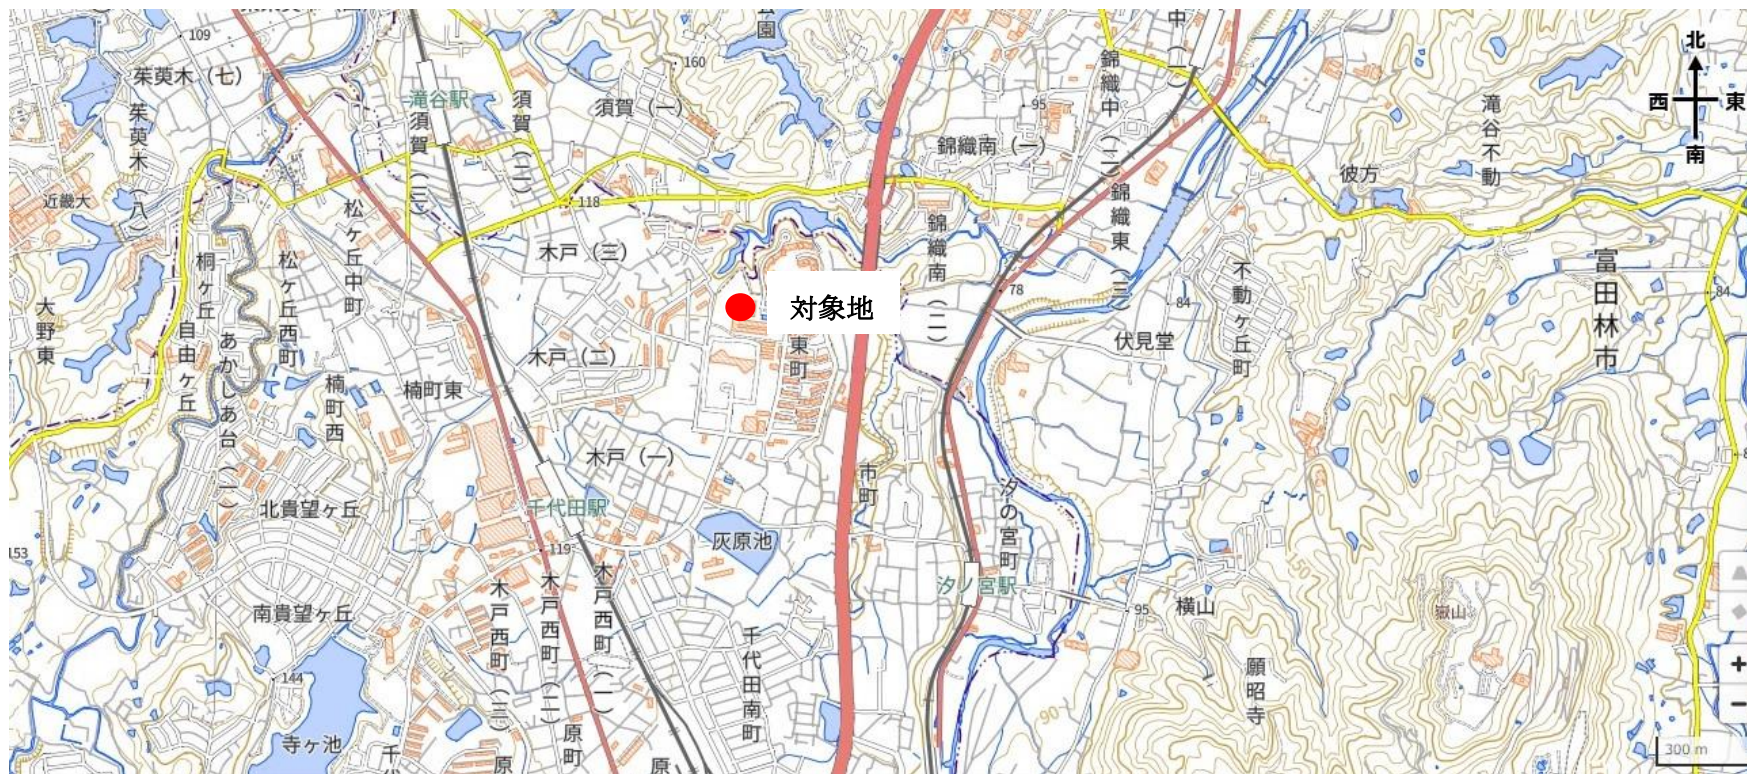 109
茱萸木（七）
茱萸木（八）
近畿大
大野東
桐ヶ丘
自由ヶ丘
あかしあ台（一）
松ヶ丘西町
松ヶ丘中町
楠町西
楠町東
滝谷駅
須賀（三）
須賀（二）
須賀（一）
160
公園
118
木戸（三）
木戸（二）
木戸（一）
対象地
東町
市町
千代田駅
119
灰原池
北貴望ヶ丘
南貴望ヶ丘
153
144
寺ヶ池
木戸西町（三）
木戸西町（二）
木戸西町（一）
千代田南町
原町
95
錦織南（一）
錦織中（二）
中（一）
錦織東（三）
錦織南（二）
78
84
伏見堂
不動ヶ丘町
彼方
滝谷不動
富田林市
84
汐の宮町
汐ノ宮駅
95
横山
願昭寺
嶽山
150
90
北
西
東
南
+
−
300 m